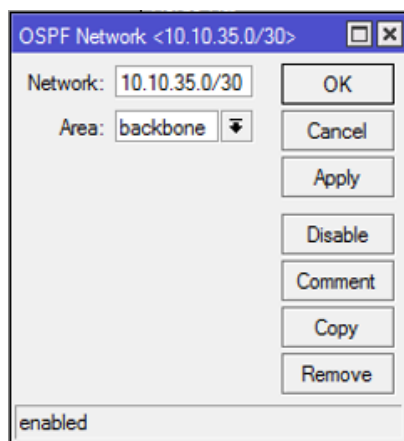 OSPF Network <10.10.35.0/30>
Network: 10.10.35.0/30
Area: backbone
OK
Cancel
Apply
Disable
Comment
Copy
Remove
enabled